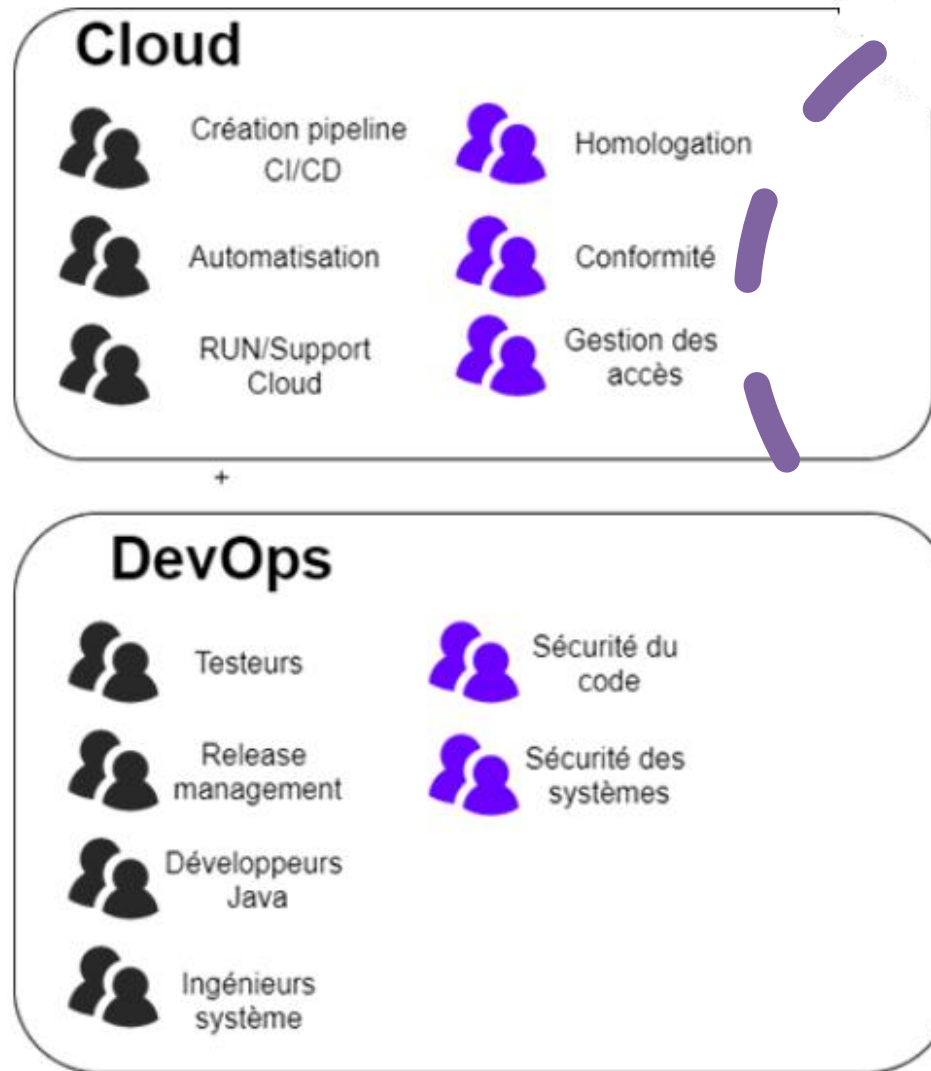 Cloud
Création pipeline
CI/CD
Homologation
Automatisation
Conformité
RUN/Support
Cloud
Gestion des
accès
+
DevOps
Testeurs
Sécurité du
code
Release
management
Sécurité des
systèmes
Développeurs
Java
Ingénieurs
système